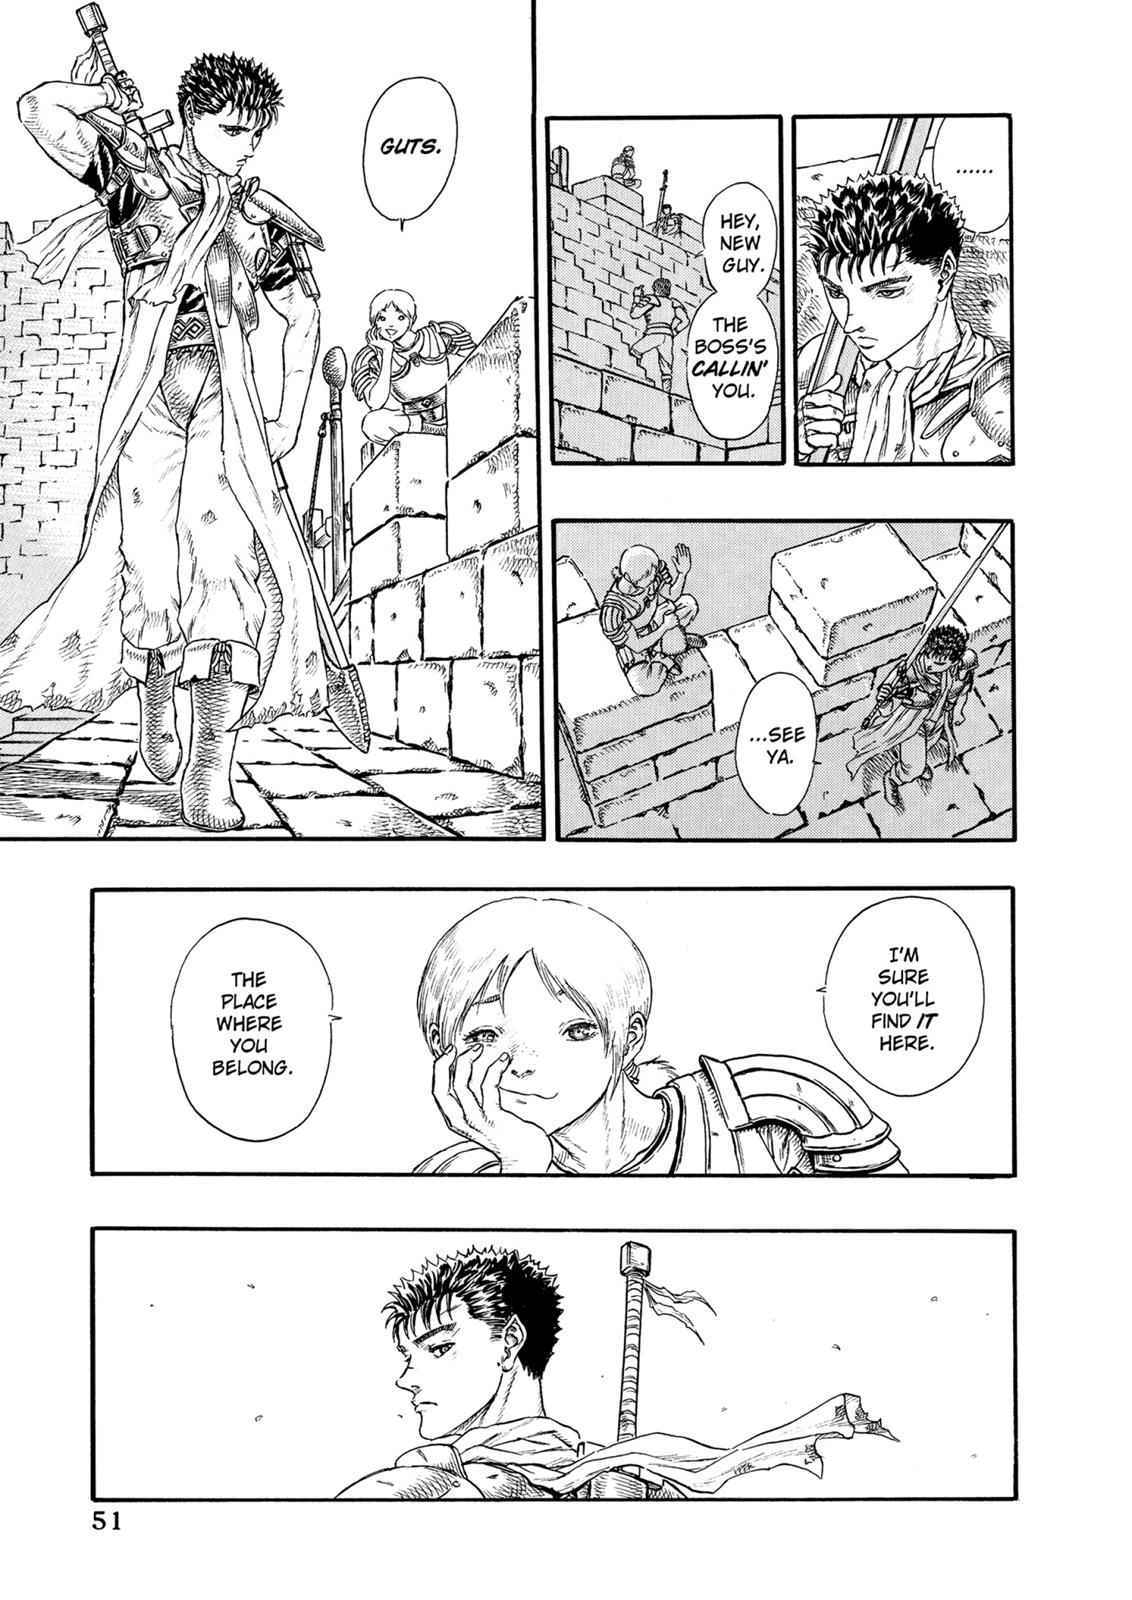 ......
HEY,
NEW
GUY.
THE
BOSS'S
CALLIN'
YOU.
GUTS.
...SEE
YA.
I'M
SURE
YOU'LL
FIND IT
HERE.
THE
PLACE
WHERE
YOU
BELONG.
51